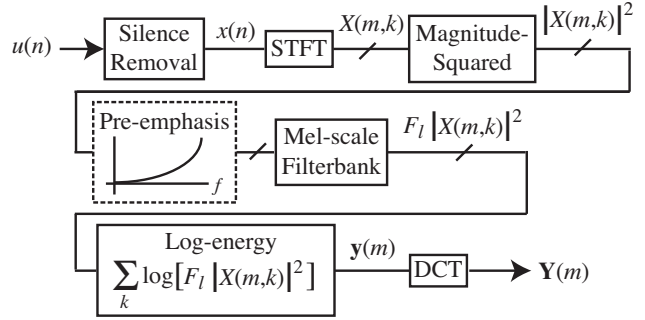 u(n) Silence Removal x(n) STFT X(m,k) Magnitude-Squared |X(m,k)|²
Pre-emphasis f Mel-scale Filterbank F_l |X(m,k)|²
Log-energy
∑_k log[F_l |X(m,k)|²] y(m) DCT Y(m)